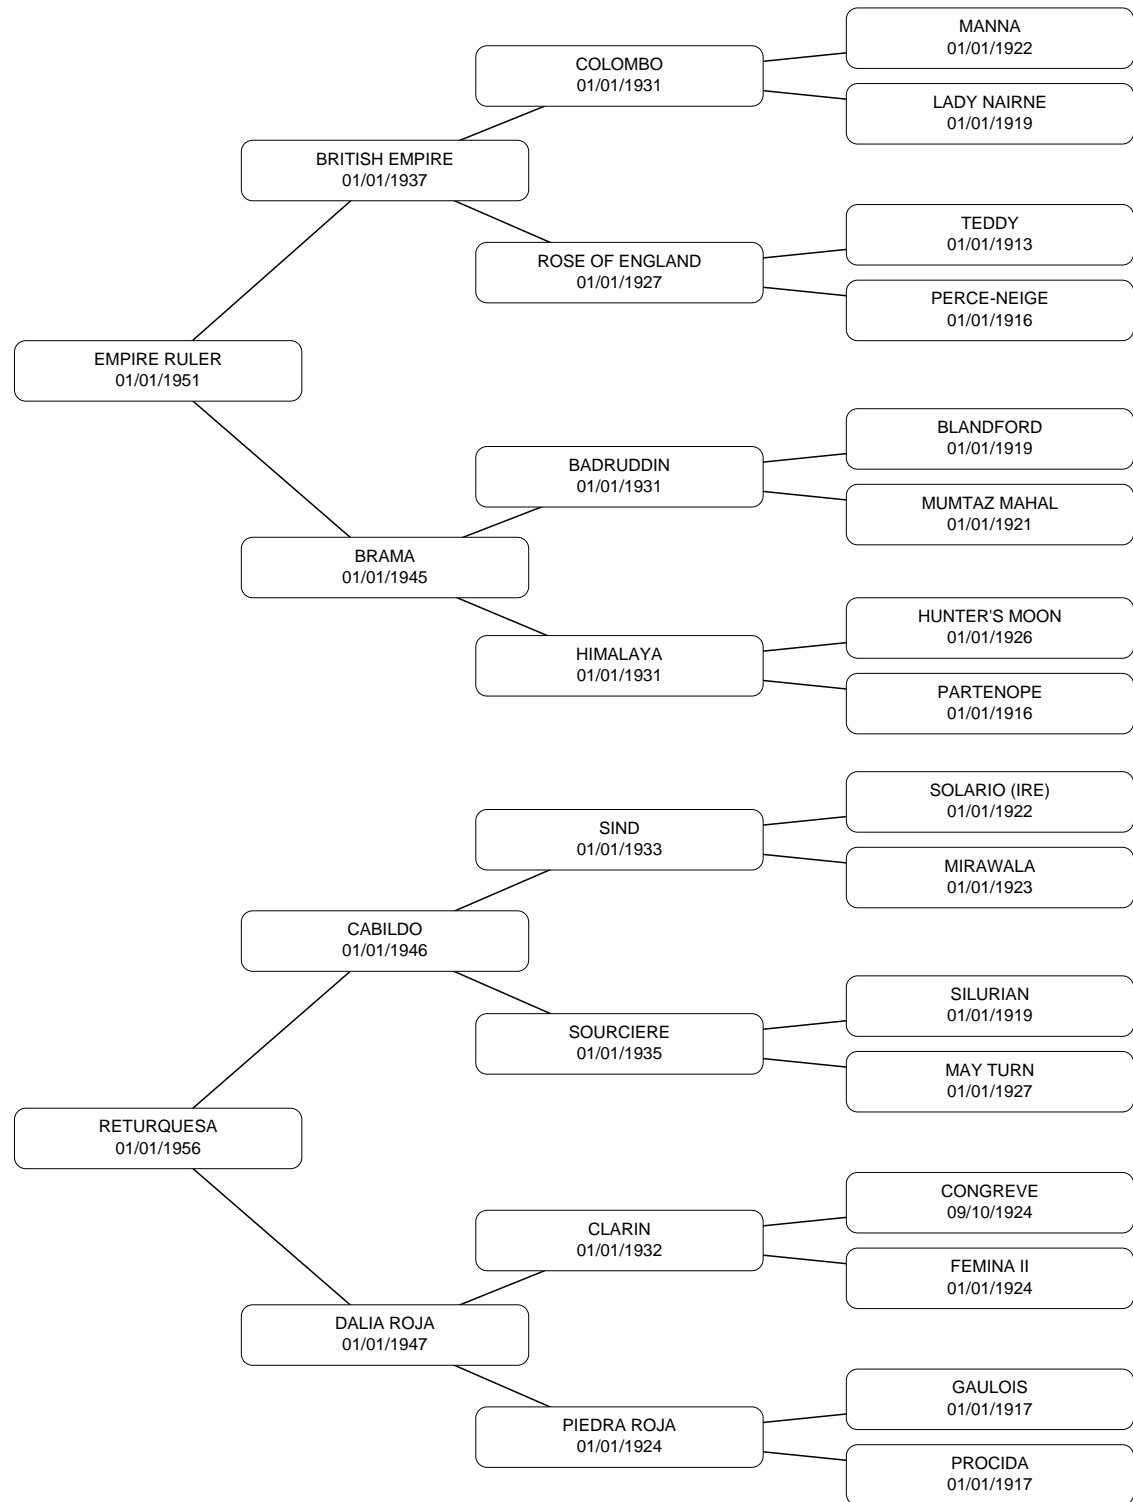 MANNA
01/01/1922
COLOMBO
01/01/1931
LADY NAIRNE
01/01/1919
BRITISH EMPIRE
01/01/1937
TEDDY
01/01/1913
ROSE OF ENGLAND
01/01/1927
PERCE-NEIGE
01/01/1916
EMPIRE RULER
01/01/1951
BLANDFORD
01/01/1919
BADRUDDIN
01/01/1931
MUMTAZ MAHAL
01/01/1921
BRAMA
01/01/1945
HUNTER'S MOON
01/01/1926
HIMALAYA
01/01/1931
PARTENOPE
01/01/1916
SOLARIO (IRE)
01/01/1922
SIND
01/01/1933
MIRAWALA
01/01/1923
CABILDO
01/01/1946
SILURIAN
01/01/1919
SOURCIERE
01/01/1935
MAY TURN
01/01/1927
RETURQUESA
01/01/1956
CONGREVE
09/10/1924
CLARIN
01/01/1932
FEMINA II
01/01/1924
DALIA ROJA
01/01/1947
GAULOIS
01/01/1917
PIEDRA ROJA
01/01/1924
PROCIDA
01/01/1917